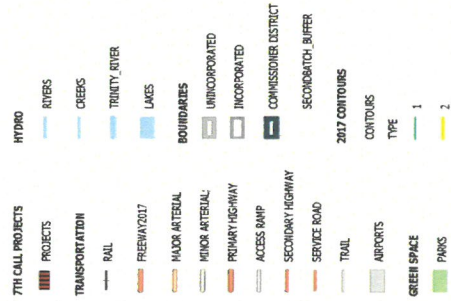 7TH CALL PROJECTS
PROJECTS
TRANSPORTATION
RAIL
FREEWAY2017
MAJOR ARTERIAL
MINOR ARTERIAL;
PRIMARY HIGHWAY
ACCESS RAMP
SECONDARY HIGHWAY
SERVICE ROAD
TRAIL
AIRPORTS
GREEN SPACE
PARKS
HYDRO
RIVERS
CREEKS
TRINITY_RIVER
LAKES
BOUNDARIES
UNINCORPORATED
INCORPORATED
COMMISSIONER DISTRICT
SECONDBATCH_BUFFER
2017 CONTOURS
CONTOURS
TYPE
1
2